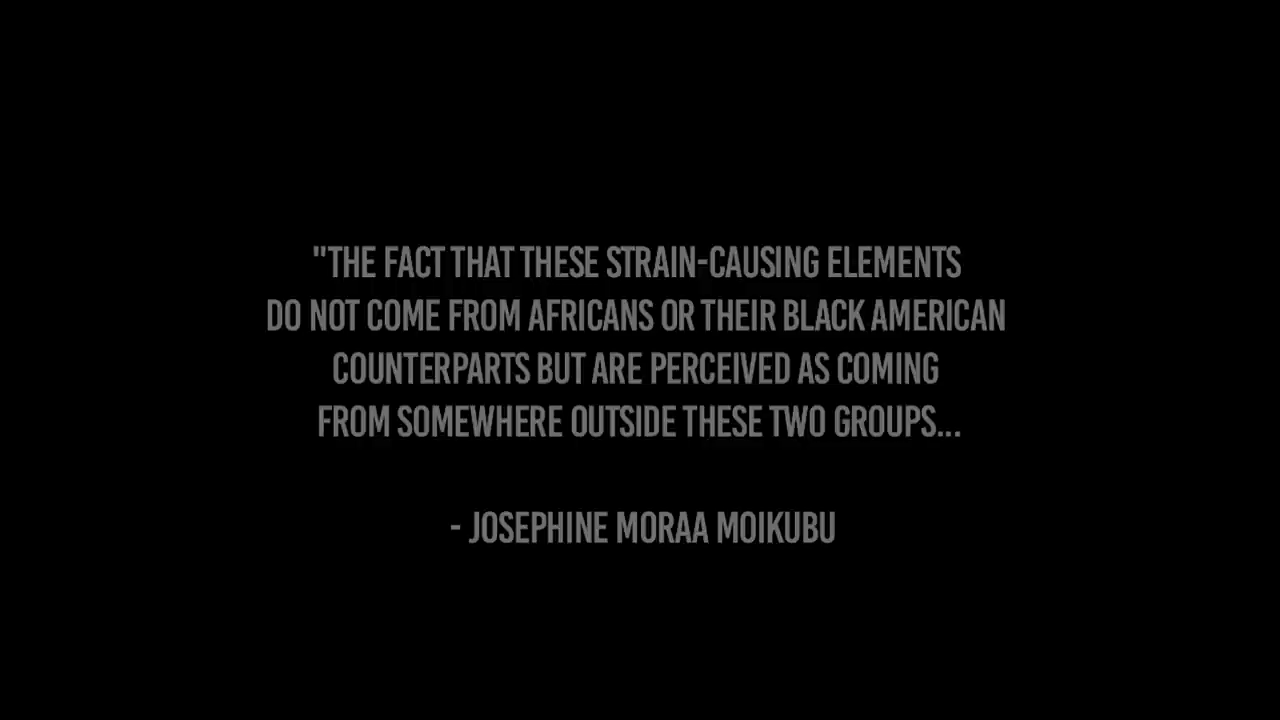 "THE FACT THAT THESE STRAIN-CAUSING ELEMENTS
DO NOT COME FROM AFRICANS OR THEIR BLACK AMERICAN
COUNTERPARTS BUT ARE PERCEIVED AS COMING
FROM SOMEWHERE OUTSIDE THESE TWO GROUPS...
- JOSEPHINE MORAA MOIKUBU